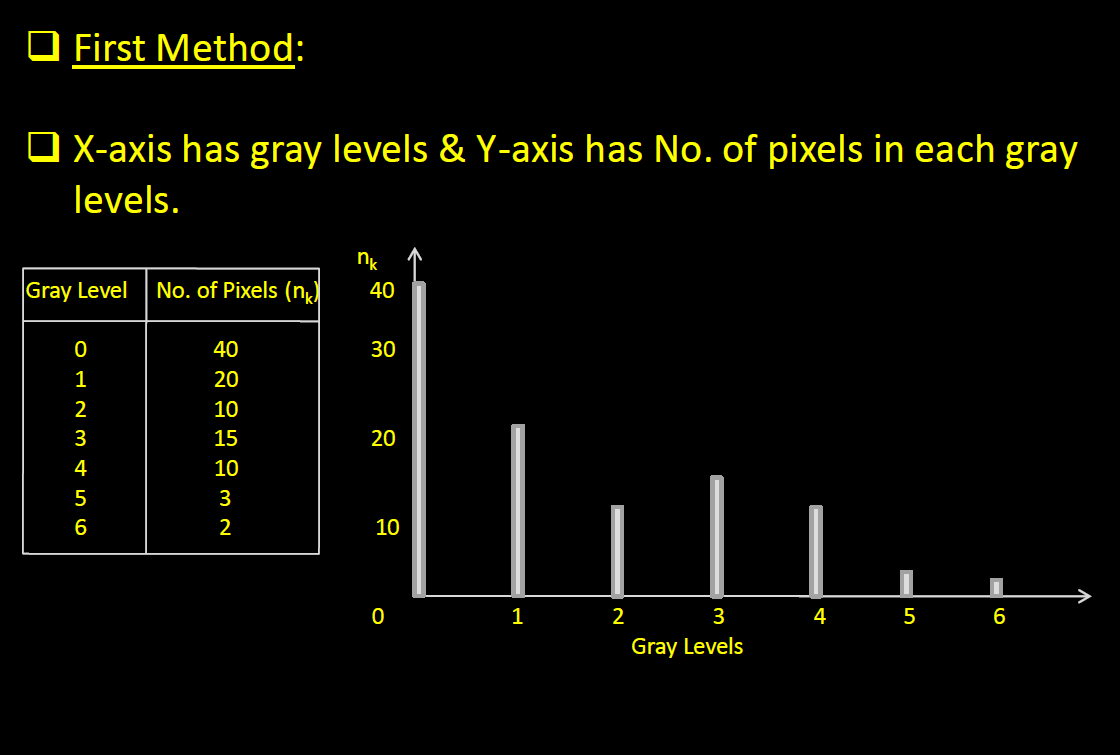 ❑ First Method:
❑ X-axis has gray levels & Y-axis has No. of pixels in each gray
levels.
Gray Level No. of Pixels (nk)
0 40
1 20
2 10
3 15
4 10
5 3
6 2
nk
40
30
20
10
0 1 2 3 4 5 6
Gray Levels